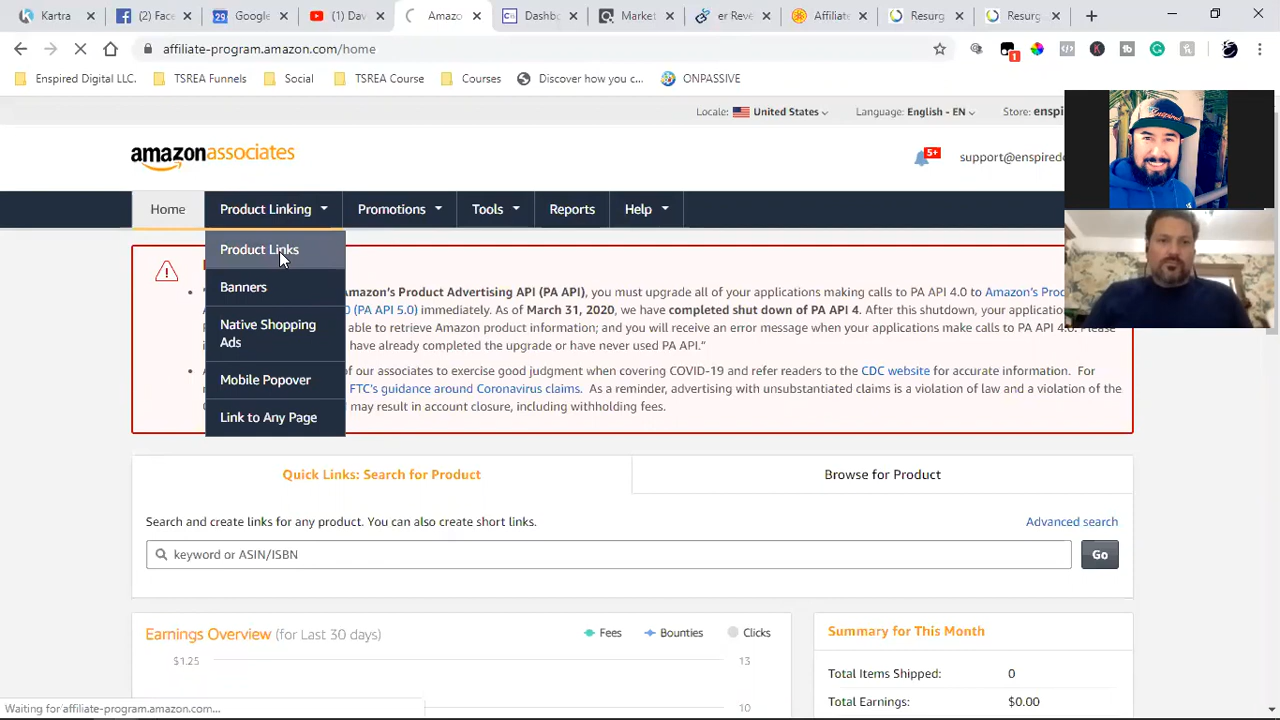 Kartra
(2) Face
Google
(1) Dav
Amazo
Dashbo
Market
er Reve
Affiliate
Resurg
Resurg
affiliate-program.amazon.com/home
1
Enspired Digital LLC.
TSREA Funnels
Social
TSREA Course
Courses
Discover how you c...
ONPASSIVE
Locale: United States
Language: English - EN
Store: enspi
amazonassociates
5+
support@enspired
Home
Product Linking
Promotions
Tools
Reports
Help
Product Links
Banners
Native Shopping
Ads
Mobile Popover
Link to Any Page
Amazon's Product Advertising API (PA API), you must upgrade all of your applications making calls to PA API 4.0 to Amazon's Proc
(PA API 5.0) immediately. As of March 31, 2020, we have completed shut down of PA API 4. After this shutdown, your application
able to retrieve Amazon product information; and you will receive an error message when your applications make calls to PA API 4.0. Please
have already completed the upgrade or have never used PA API."
of our associates to exercise good judgment when covering COVID-19 and refer readers to the CDC website for accurate information. For
FTC's guidance around Coronavirus claims. As a reminder, advertising with unsubstantiated claims is a violation of law and a violation of the
may result in account closure, including withholding fees.
Quick Links: Search for Product
Browse for Product
Search and create links for any product. You can also create short links.
Advanced search
keyword or ASIN/ISBN
Go
Earnings Overview (for Last 30 days)
Fees
Bounties
Clicks
$1.25
13
10
Summary for This Month
Total Items Shipped: 0
Total Earnings: $0.00
Waiting for affiliate-program.amazon.com...